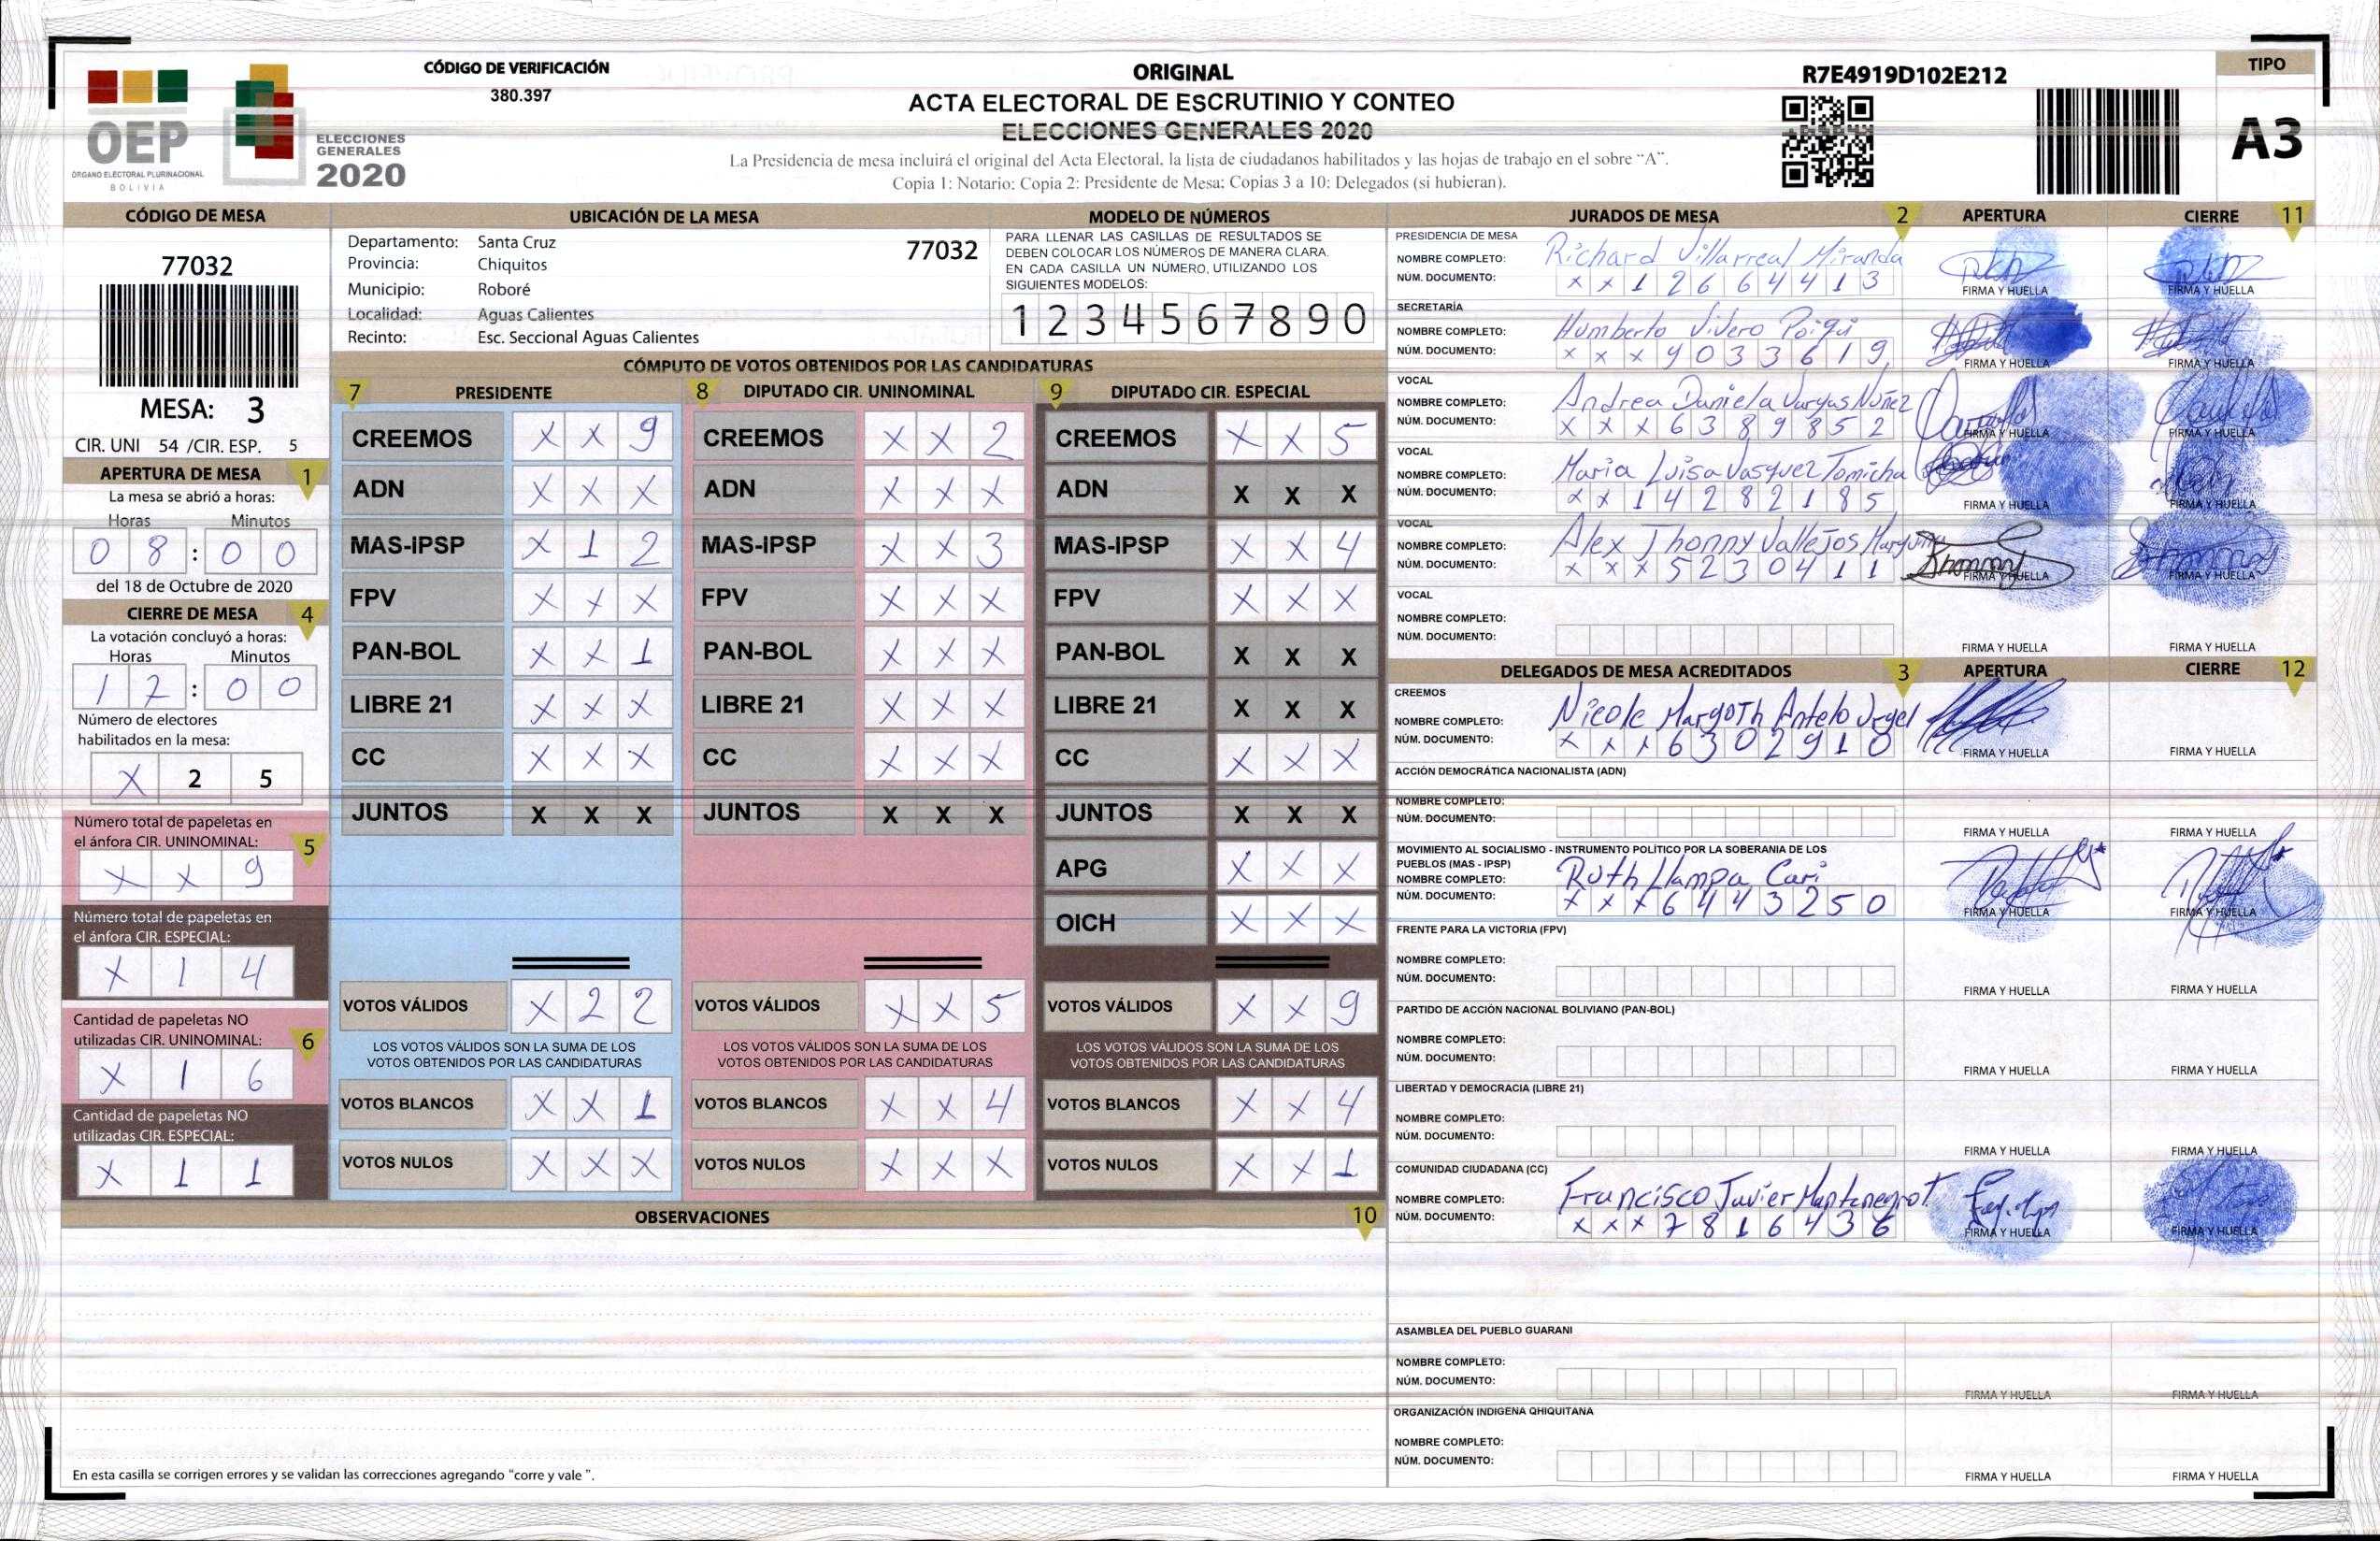 CÓDIGO DE VERIFICACIÓN
380.397
OEP
ÓRGANO ELECTORAL PLURINACIONAL
BOLIVIA
ELECCIONES
GENERALES
2020
ORIGINAL
ACTA ELECTORAL DE ESCRUTINIO Y CONTEO
ELECCIONES GENERALES 2020
La Presidencia de mesa incluirá el original del Acta Electoral, la lista de ciudadanos habilitados y las hojas de trabajo en el sobre “A”.
Copia 1: Notario; Copia 2: Presidente de Mesa; Copias 3 a 10: Delegados (si hubieran).
R7E4919D102E212
TIPO
A3
CÓDIGO DE MESA
77032
MESA: 3
CIR. UNI 54 /CIR. ESP. 5
APERTURA DE MESA 1
La mesa se abrió a horas:
Horas Minutos
0 8 : 0 0
del 18 de Octubre de 2020
CIERRE DE MESA 4
La votación concluyó a horas:
Horas Minutos
1 7 : 0 0
Número de electores
habilitados en la mesa:
X 2 5
Número total de papeletas en
el ánfora CIR. UNINOMINAL: 5
X X 9
Número total de papeletas en
el ánfora CIR. ESPECIAL:
X 1 4
Cantidad de papeletas NO
utilizadas CIR. UNINOMINAL: 6
X 1 6
Cantidad de papeletas NO
utilizadas CIR. ESPECIAL:
X 1 1
UBICACIÓN DE LA MESA
Departamento: Santa Cruz 77032
Provincia: Chiquitos
Municipio: Roboré
Localidad: Aguas Calientes
Recinto: Esc. Seccional Aguas Calientes
MODELO DE NÚMEROS
PARA LLENAR LAS CASILLAS DE RESULTADOS SE
DEBEN COLOCAR LOS NÚMEROS DE MANERA CLARA.
EN CADA CASILLA UN NÚMERO, UTILIZANDO LOS
SIGUIENTES MODELOS:
1 2 3 4 5 6 7 8 9 0
CÓMPUTO DE VOTOS OBTENIDOS POR LAS CANDIDATURAS
7 PRESIDENTE
CREEMOS X X 9
ADN X X X
MAS-IPSP X 1 2
FPV X X X
PAN-BOL X X 1
LIBRE 21 X X X
CC X X X
JUNTOS X X X
VOTOS VÁLIDOS X 2 2
LOS VOTOS VÁLIDOS SON LA SUMA DE LOS
VOTOS OBTENIDOS POR LAS CANDIDATURAS
VOTOS BLANCOS X X 1
VOTOS NULOS X X X
8 DIPUTADO CIR. UNINOMINAL
CREEMOS X X 2
ADN X X X
MAS-IPSP X X 3
FPV X X X
PAN-BOL X X X
LIBRE 21 X X X
CC X X X
JUNTOS X X X
VOTOS VÁLIDOS X X 5
LOS VOTOS VÁLIDOS SON LA SUMA DE LOS
VOTOS OBTENIDOS POR LAS CANDIDATURAS
VOTOS BLANCOS X X 4
VOTOS NULOS X X X
9 DIPUTADO CIR. ESPECIAL
CREEMOS X X 5
ADN X X X
MAS-IPSP X X 4
FPV X X X
PAN-BOL X X X
LIBRE 21 X X X
CC X X X
JUNTOS X X X
APG X X X
OICH X X X
VOTOS VÁLIDOS X X 9
LOS VOTOS VÁLIDOS SON LA SUMA DE LOS
VOTOS OBTENIDOS POR LAS CANDIDATURAS
VOTOS BLANCOS X X 4
VOTOS NULOS X X 1
OBSERVACIONES 10
En esta casilla se corrigen errores y se validan las correcciones agregando “corre y vale ”.
JURADOS DE MESA 2 APERTURA CIERRE 11
PRESIDENCIA DE MESA
NOMBRE COMPLETO: Richard Villarreal Miranda
NÚM. DOCUMENTO: X X 1 2 6 6 4 4 1 3
FIRMA Y HUELLA FIRMA Y HUELLA
SECRETARÍA
NOMBRE COMPLETO: Humberto Vivero Poiqui
NÚM. DOCUMENTO: X X X 9 0 3 3 6 1 9
FIRMA Y HUELLA FIRMA Y HUELLA
VOCAL
NOMBRE COMPLETO: Andrea Daniela Vargas Núñez
NÚM. DOCUMENTO: X X X 6 3 8 9 8 5 2
FIRMA Y HUELLA FIRMA Y HUELLA
VOCAL
NOMBRE COMPLETO: Maria Luisa Vasquez Tomicha
NÚM. DOCUMENTO: X X 1 4 2 8 2 1 8 5
FIRMA Y HUELLA FIRMA Y HUELLA
VOCAL
NOMBRE COMPLETO: Alex Jhonny Vallejos
NÚM. DOCUMENTO: X X X 5 2 3 0 4 1 1
FIRMA Y HUELLA FIRMA Y HUELLA
VOCAL
NOMBRE COMPLETO:
NÚM. DOCUMENTO:
FIRMA Y HUELLA FIRMA Y HUELLA
DELEGADOS DE MESA ACREDITADOS 3 APERTURA CIERRE 12
CREEMOS
NOMBRE COMPLETO: Nicole Margoth Antelo Urgel
NÚM. DOCUMENTO: X X X 6 3 0 2 9 1 0
FIRMA Y HUELLA FIRMA Y HUELLA
ACCIÓN DEMOCRÁTICA NACIONALISTA (ADN)
NOMBRE COMPLETO:
NÚM. DOCUMENTO:
FIRMA Y HUELLA FIRMA Y HUELLA
MOVIMIENTO AL SOCIALISMO - INSTRUMENTO POLÍTICO POR LA SOBERANIA DE LOS
PUEBLOS (MAS - IPSP)
NOMBRE COMPLETO: Ruth Llampa Cari
NÚM. DOCUMENTO: X X X 6 4 4 3 2 5 0
FIRMA Y HUELLA FIRMA Y HUELLA
FRENTE PARA LA VICTORIA (FPV)
NOMBRE COMPLETO:
NÚM. DOCUMENTO:
FIRMA Y HUELLA FIRMA Y HUELLA
PARTIDO DE ACCIÓN NACIONAL BOLIVIANO (PAN-BOL)
NOMBRE COMPLETO:
NÚM. DOCUMENTO:
FIRMA Y HUELLA FIRMA Y HUELLA
LIBERTAD Y DEMOCRACIA (LIBRE 21)
NOMBRE COMPLETO:
NÚM. DOCUMENTO:
FIRMA Y HUELLA FIRMA Y HUELLA
COMUNIDAD CIUDADANA (CC)
NOMBRE COMPLETO: Francisco Javier
NÚM. DOCUMENTO: X X X 7 8 1 6 4 3 6
FIRMA Y HUELLA FIRMA Y HUELLA
ASAMBLEA DEL PUEBLO GUARANI
NOMBRE COMPLETO:
NÚM. DOCUMENTO:
FIRMA Y HUELLA FIRMA Y HUELLA
ORGANIZACIÓN INDIGENA QHIQUITANA
NOMBRE COMPLETO:
NÚM. DOCUMENTO:
FIRMA Y HUELLA FIRMA Y HUELLA